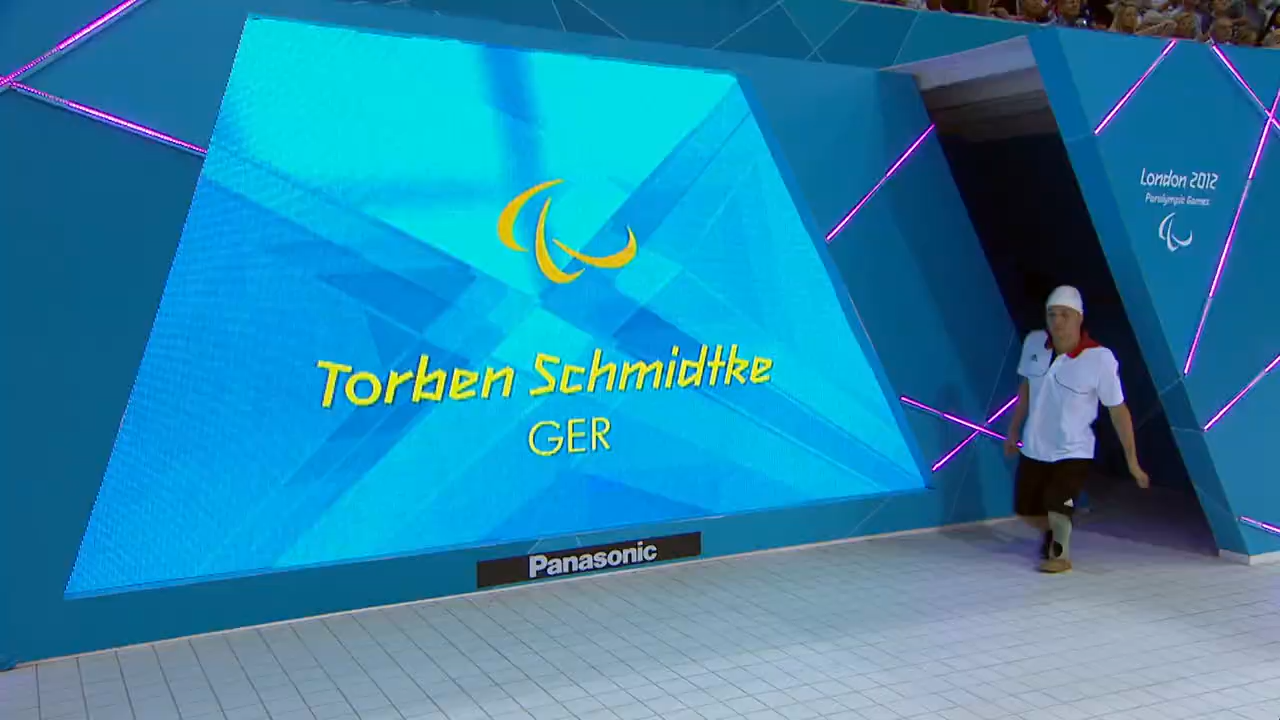 Torben Schmidtke
GER
Panasonic
London 2012
Paralympic Games